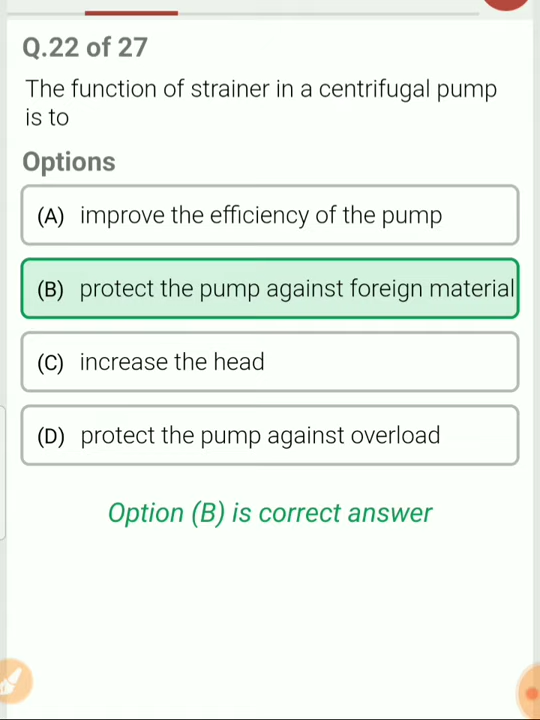 Q.22 of 27
The function of strainer in a centrifugal pump
is to
Options
(A) improve the efficiency of the pump
(B) protect the pump against foreign material
(C) increase the head
(D) protect the pump against overload
Option (B) is correct answer